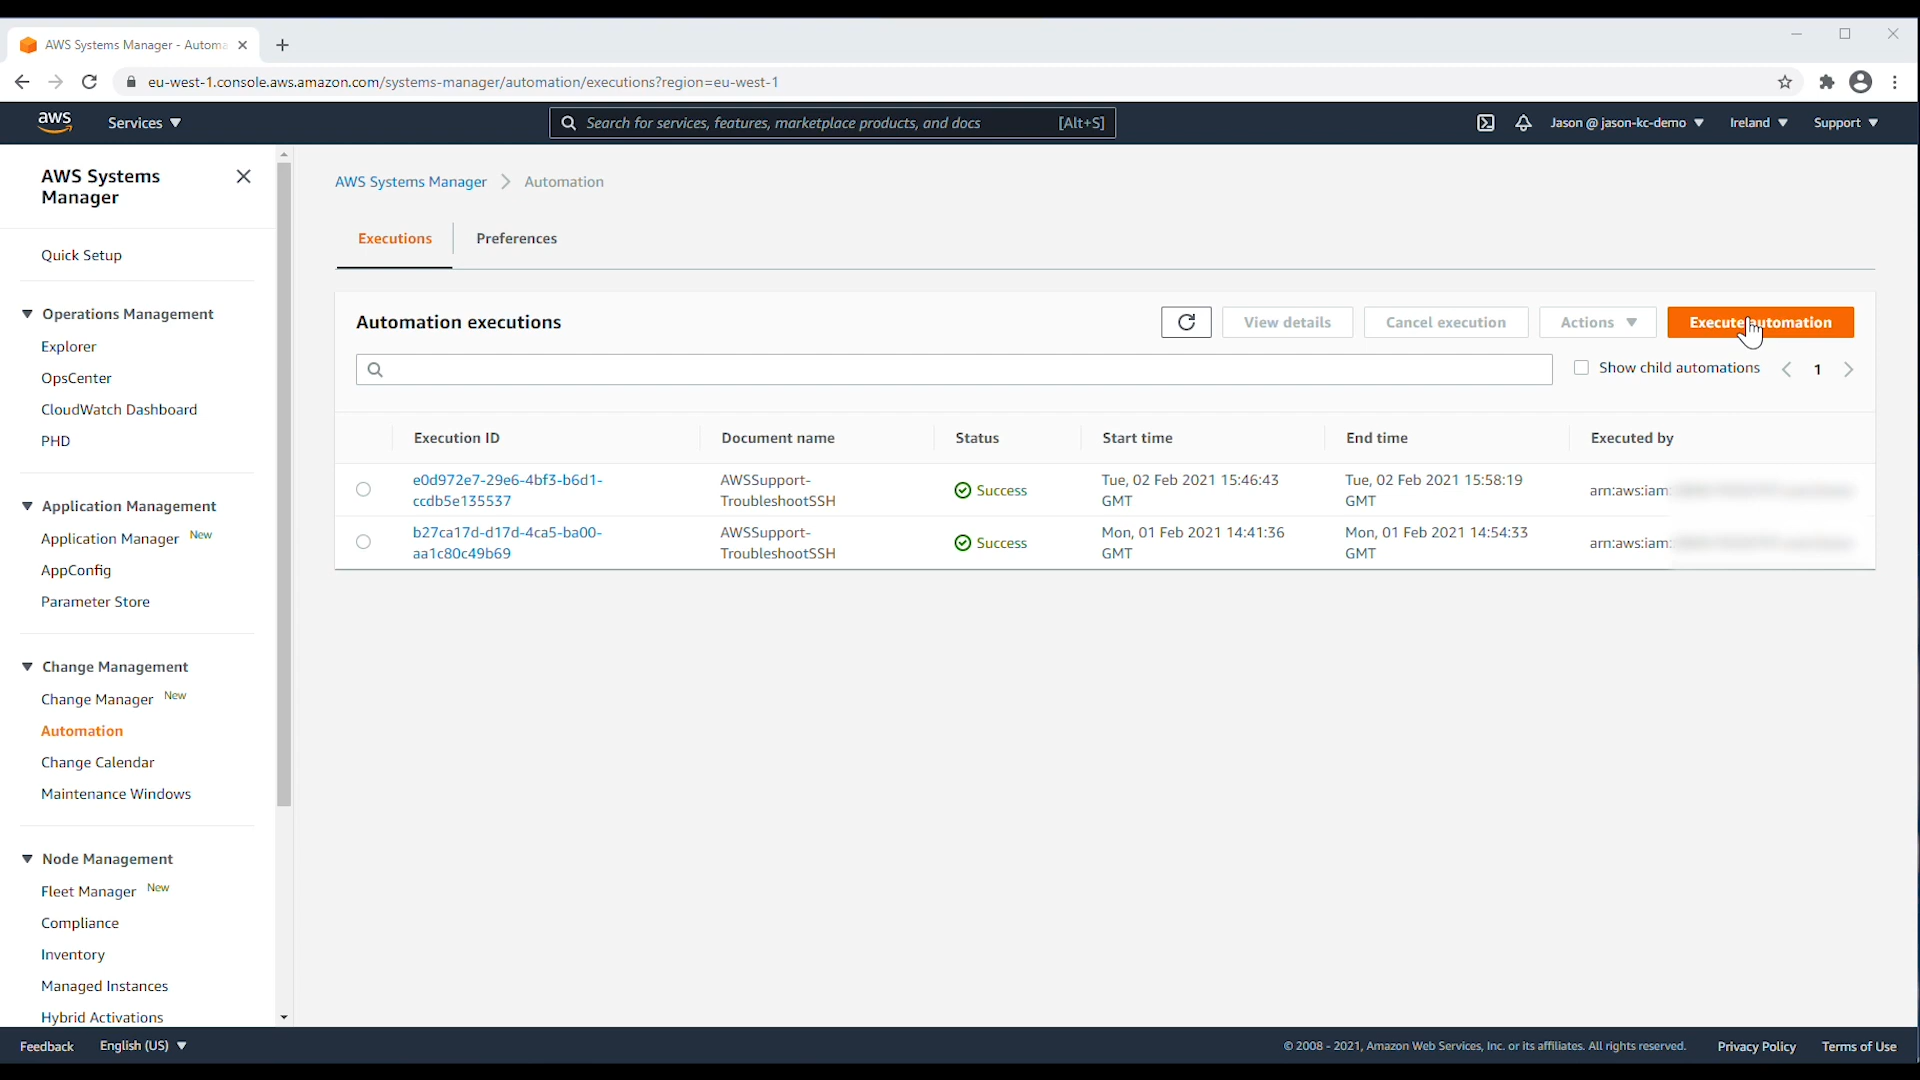 AWS Systems Manager - Automa
eu-west-1.console.aws.amazon.com/systems-manager/automation/executions?region=eu-west-1
aws
Services
Search for services, features, marketplace products, and docs
[Alt+S]
Jason @ jason-kc-demo
Ireland
Support
AWS Systems
Manager
Quick Setup
Operations Management
Explorer
OpsCenter
CloudWatch Dashboard
PHD
Application Management
Application Manager New
AppConfig
Parameter Store
Change Management
Change Manager New
Automation
Change Calendar
Maintenance Windows
Node Management
Fleet Manager New
Compliance
Inventory
Managed Instances
Hybrid Activations
AWS Systems Manager
Automation
Executions
Preferences
Automation executions
View details
Cancel execution
Actions
Execute automation
Show child automations
1
Execution ID
Document name
Status
Start time
End time
Executed by
e0d972e7-29e6-4bf3-b6d1-
ccdb5e135537
AWSSupport-
TroubleshootSSH
Success
Tue, 02 Feb 2021 15:46:43
GMT
Tue, 02 Feb 2021 15:58:19
GMT
arn:aws:iam:
b27ca17d-d17d-4ca5-ba00-
aa1c80c49b69
AWSSupport-
TroubleshootSSH
Success
Mon, 01 Feb 2021 14:41:36
GMT
Mon, 01 Feb 2021 14:54:33
GMT
arn:aws:iam:
Feedback
English (US)
© 2008 - 2021, Amazon Web Services, Inc. or its affiliates. All rights reserved.
Privacy Policy
Terms of Use